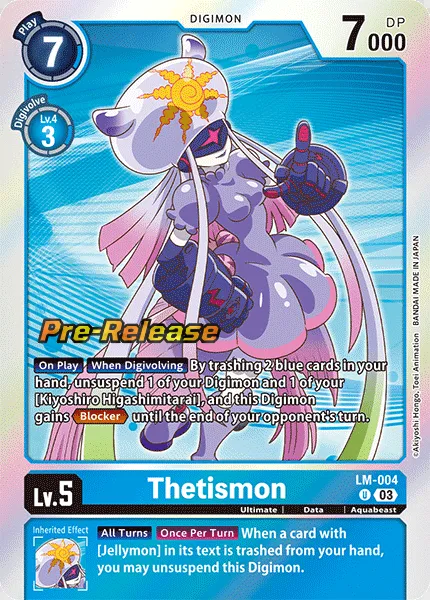 Play
7
DIGIMON
7000
DP
Digivolve
Lv.4
3
Pre-Release
On Play When Digivolving By trashing 2 blue cards in your
hand, unsuspend 1 of your Digimon and 1 of your
[Kiyoshiro Higashimitarai], and this Digimon
gains Blocker until the end of your opponent's turn.
©Akiyoshi Hongo, Toei Animation BANDAI MADE IN JAPAN
Lv.5
Thetismon
LM-004
U 03
Ultimate | Data | Aquabeast
Inherited Effect
All Turns Once Per Turn When a card with
[Jellymon] in its text is trashed from your hand,
you may unsuspend this Digimon.